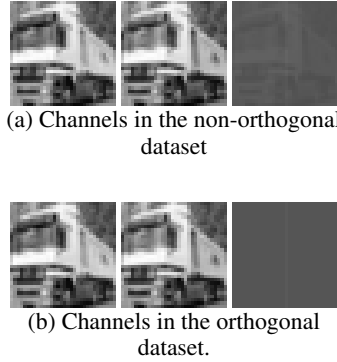 (a) Channels in the non-orthogonal
dataset
(b) Channels in the orthogonal
dataset.